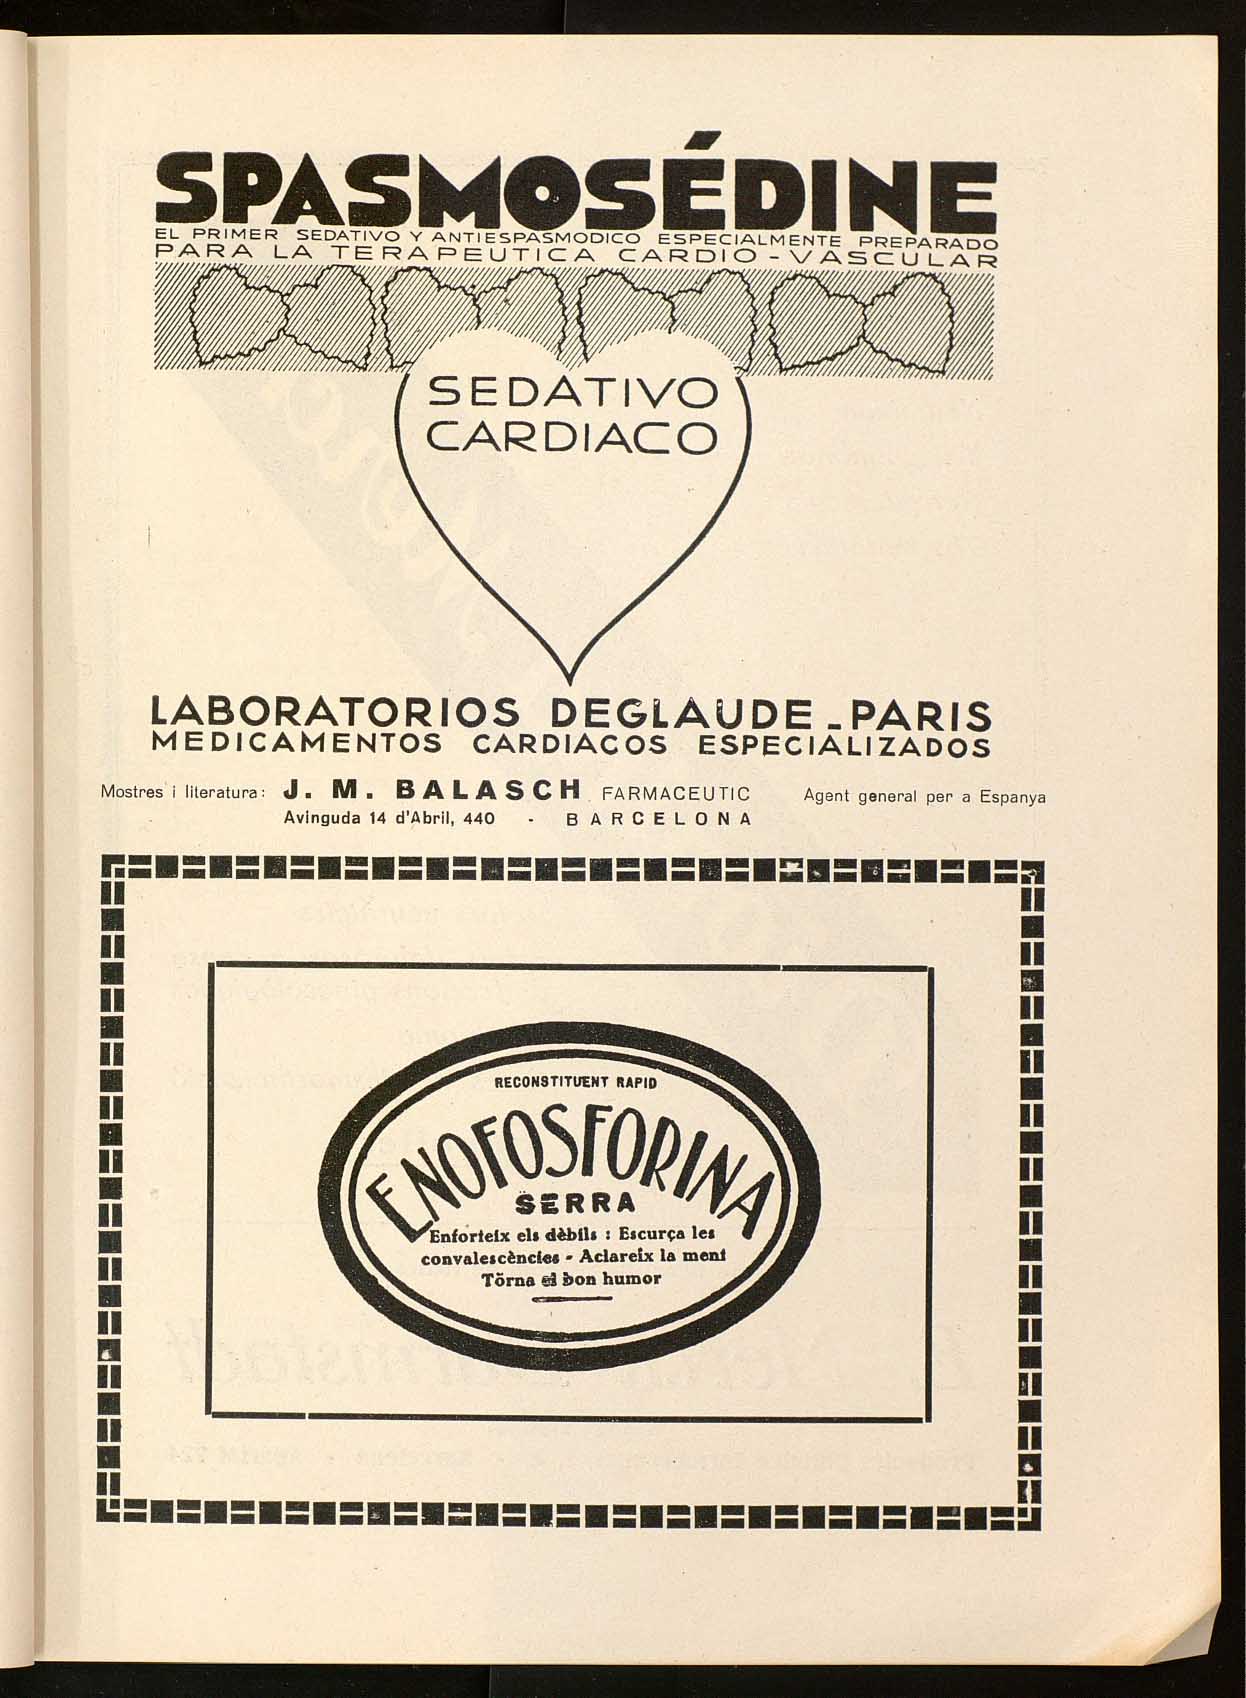 SPASMOSÉDINE
EL PRIMER SEDATIVO Y ANTIESPASMODICO ESPECIALMENTE PREPARADO
PARA LA TERAPEUTICA CARDIO-VASCULAR
SEDATIVO
CARDIACO
LABORATORIOS DEGLAUDE - PARIS
MEDICAMENTOS CARDIACOS ESPECIALIZADOS
Mostres i literatura: J. M. BALASCH FARMACEUTIC Agent general per a Espanya
Avinguda 14 d'Abril, 440 - BARCELONA
RECONSTITUENT RAPID
ENOFOSFORINA
SERRA
Enforteix els dèbils : Escurça les
convalescències - Aclareix la ment
Tòrna el bon humor